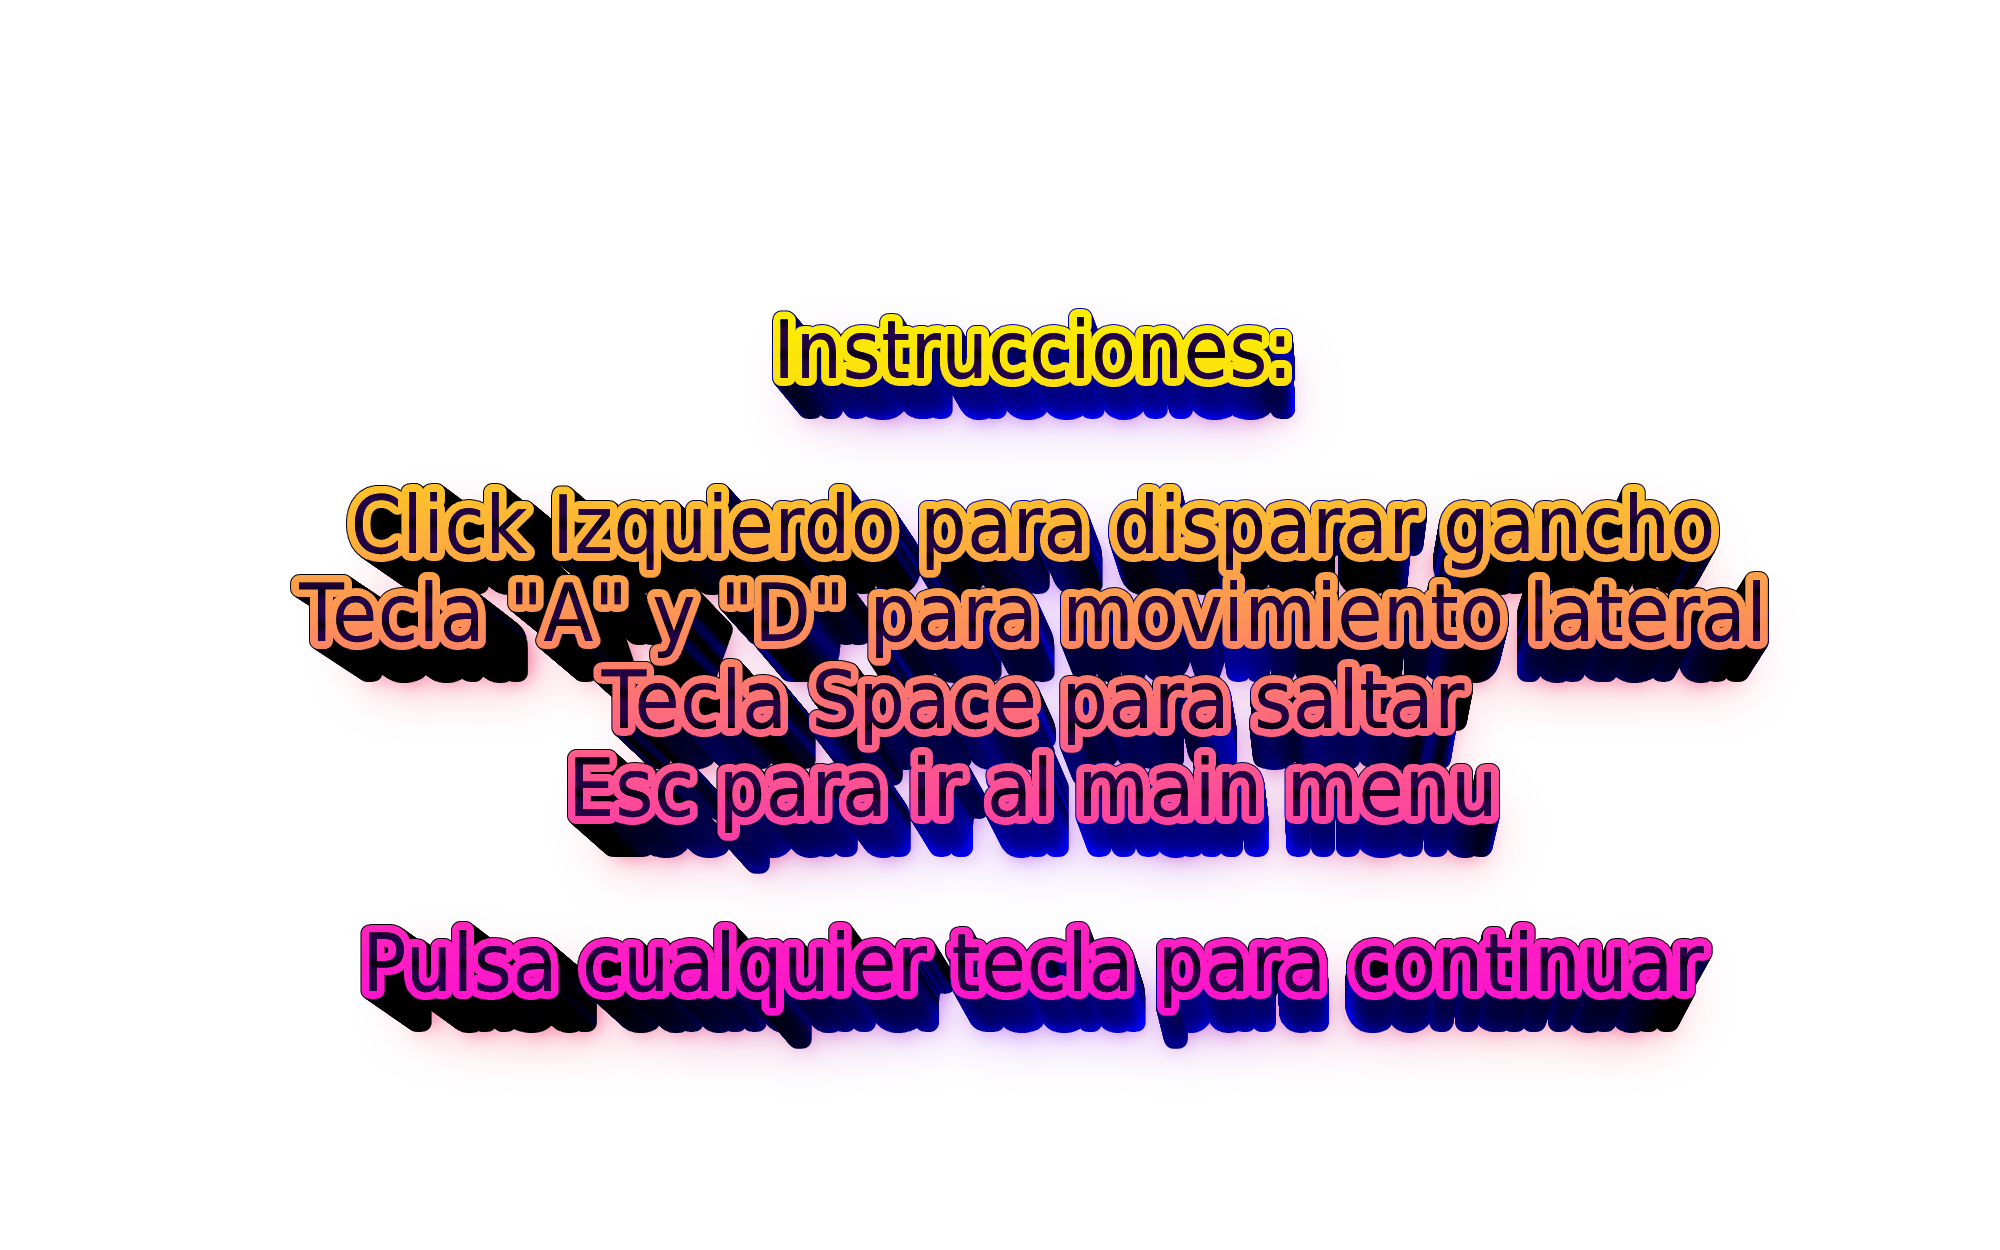 Instrucciones:
Click Izquierdo para disparar gancho
Tecla "A" y "D" para movimiento lateral
Tecla Space para saltar
Esc para ir al main menu
Pulsa cualquier tecla para continuar